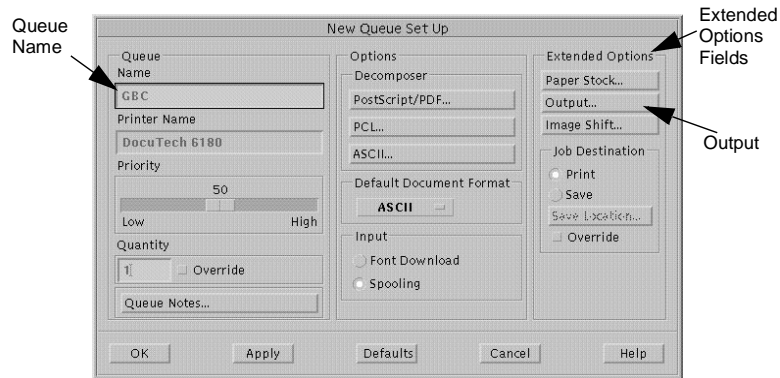 Queue
Name
New Queue Set Up
Extended
Options
Fields
Queue
Name
GBC
Printer Name
DocuTech 6180
Priority
50
Low High
Quantity
1 Override
Queue Notes...
Options
Decomposer
PostScript/PDF...
PCL...
ASCII...
Default Document Format
ASCII
Input
Font Download
Spooling
Extended Options
Paper Stock...
Output...
Image Shift...
Job Destination
Print
Save
Save Location...
Override
Output
OK Apply Defaults Cancel Help